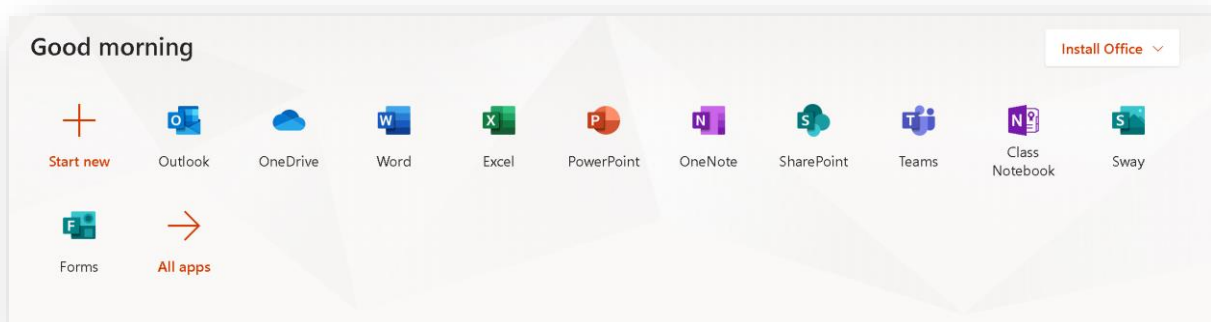 Good morning
Install Office
Start new
Outlook
OneDrive
Word
Excel
PowerPoint
OneNote
SharePoint
Teams
Class
Notebook
Sway
Forms
All apps